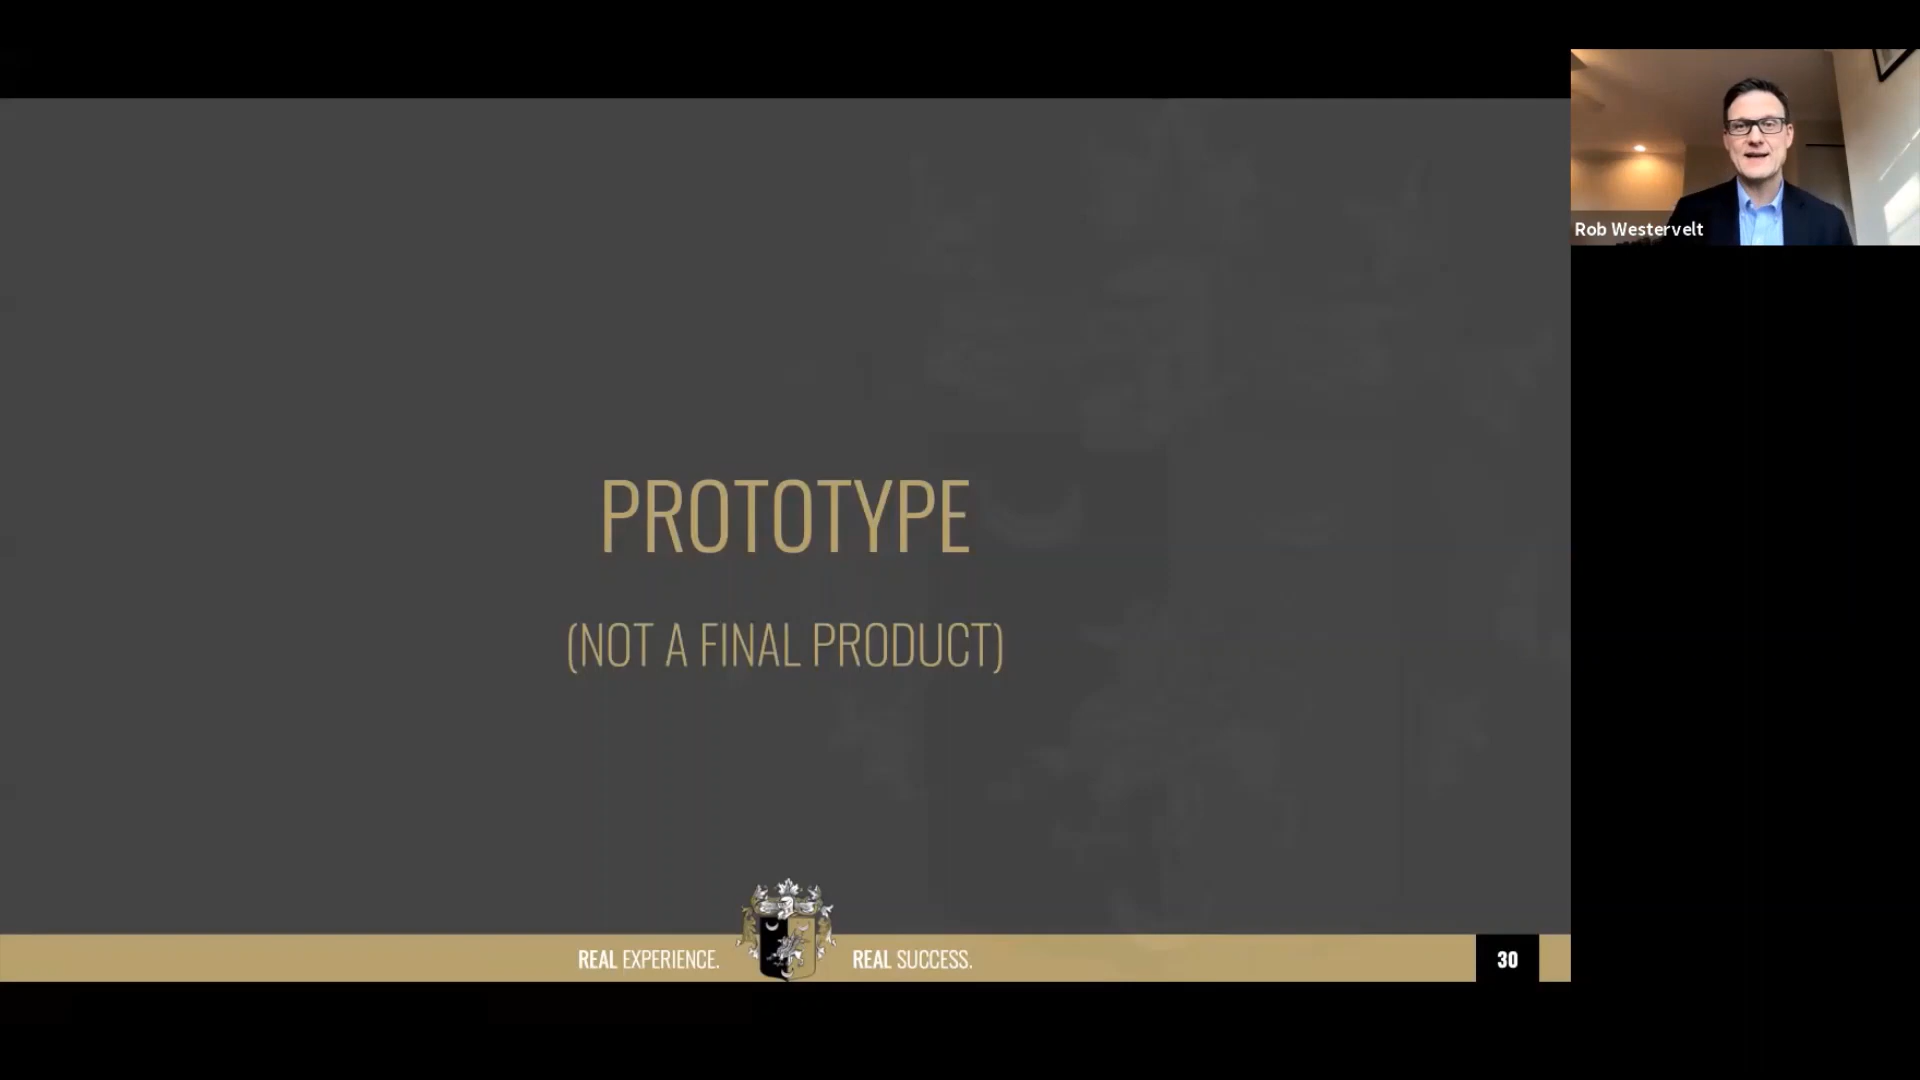 Rob Westervelt
PROTOTYPE
(NOT A FINAL PRODUCT)
REAL EXPERIENCE. REAL SUCCESS.
30